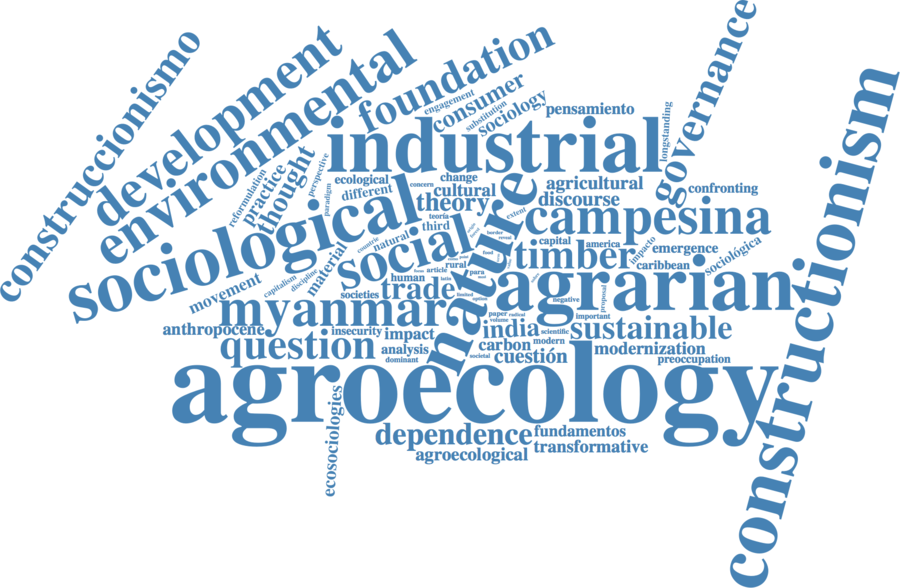 construccionismo
development
environmental
foundation
engagement
consumer
substitution
sociology
pensamiento
longstanding
governance
constructionism
industrial
reformulation
practice
thought
perspective
paradigm
ecological
different
concern
change
cultural
theory
agricultural
discourse
confronting
sociological
teoría
third
extent
campesina
nature
social
natural
material
timber
capital
america
impacto
emergence
caribbean
sociológica
border
reveal
food
movement
capitalism
discipline
societies
human
article
rural
para
trade
limited
option
agrarian
negative
proposal
important
myanmar
anthropocene
insecurity
impact
paper
radical
volume
india
scientific
sustainable
question
analysis
dominant
carbon
modern
societal
cuestión
modernization
preoccupation
agroecology
ecosociologies
dependence
fundamentos
agroecological
transformative